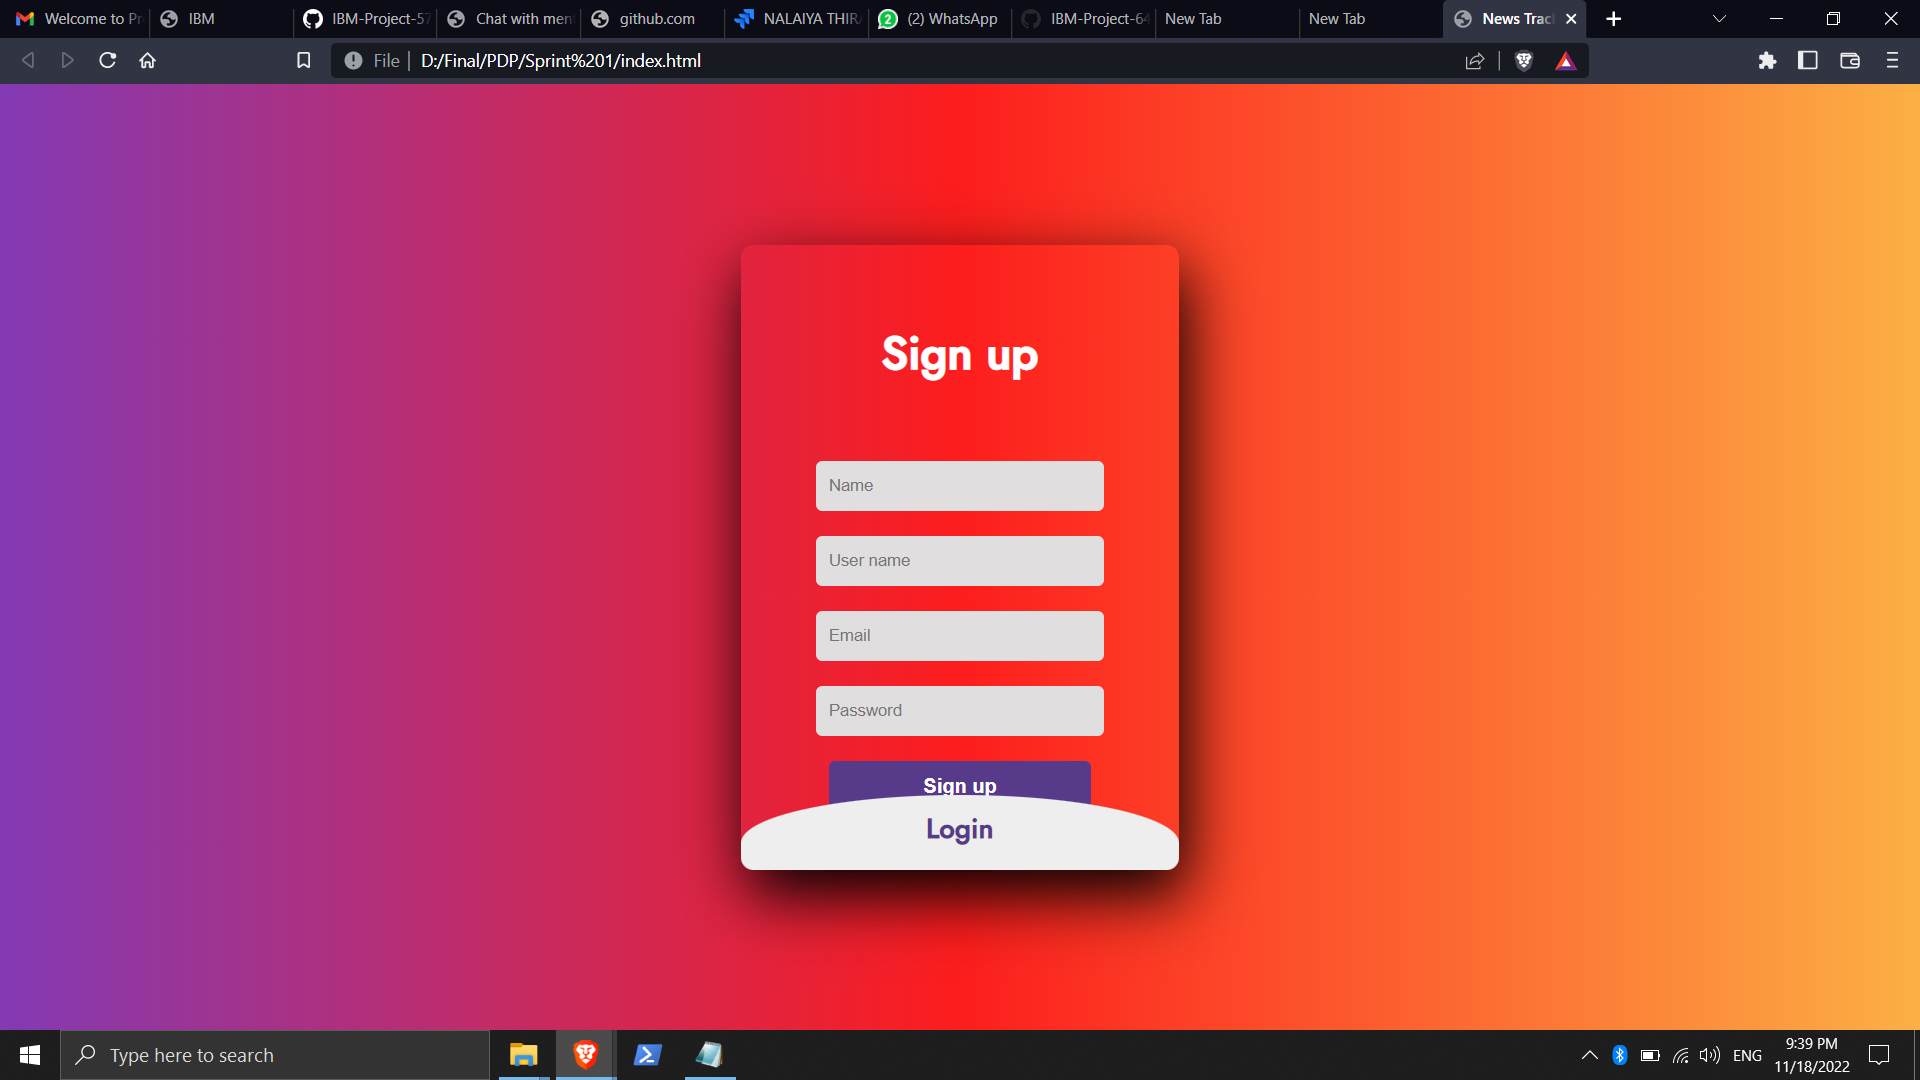 Welcome to Pr
IBM
IBM-Project-57
Chat with men
github.com
NALAIYA THIRA
2
(2) WhatsApp
IBM-Project-64
New Tab
New Tab
News Trac
File
D:/Final/PDP/Sprint%201/index.html
Sign up
Name
User name
Email
Password
Sign up
Login
Type here to search
ENG
9:39 PM
11/18/2022